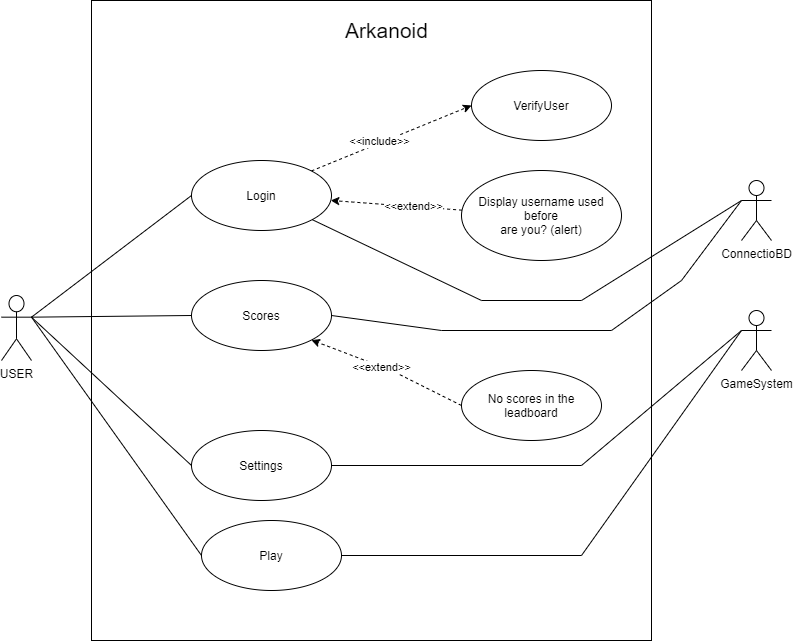 Arkanoid
VerifyUser
<<include>>
Login
<<extend>>
Display username used
before
are you? (alert)
ConnectioBD
Scores
USER
<<extend>>
No scores in the
leadboard
GameSystem
Settings
Play